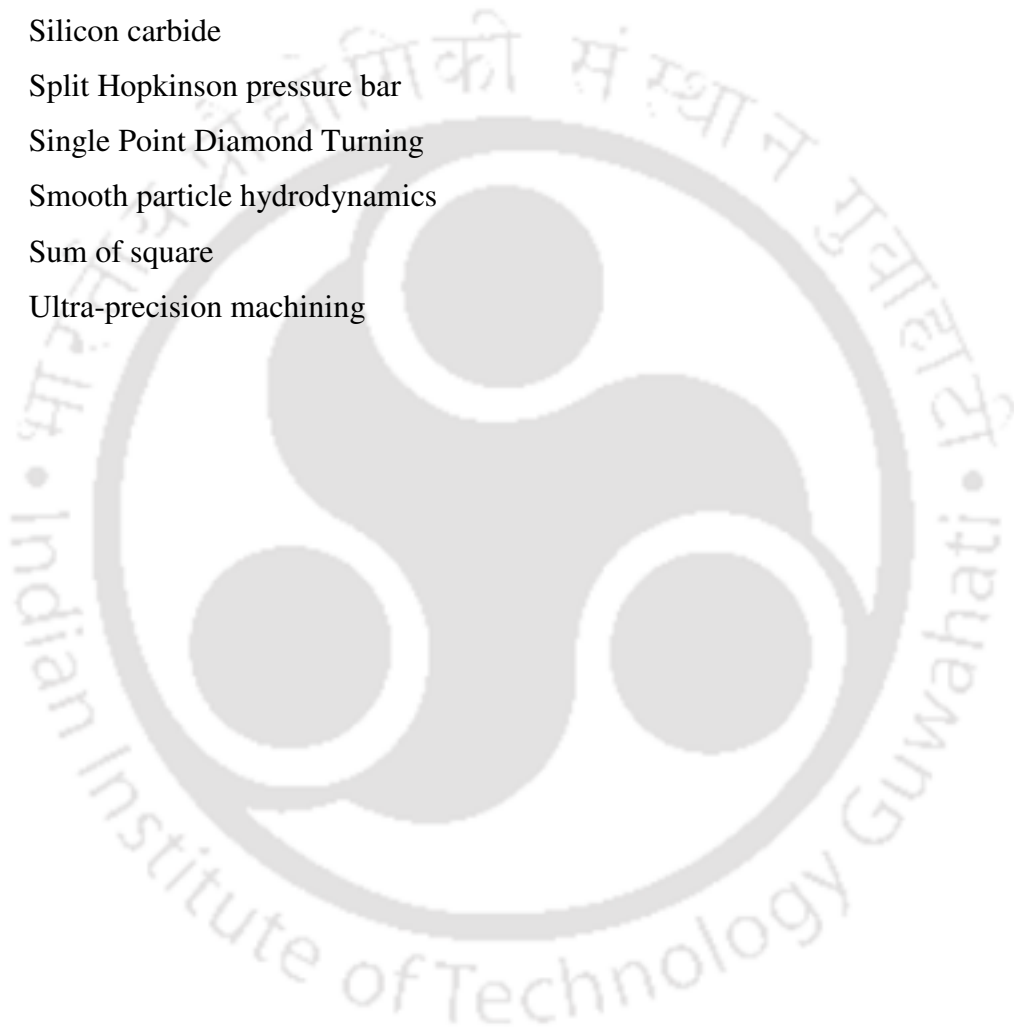 Silicon carbide
Split Hopkinson pressure bar
Single Point Diamond Turning
Smooth particle hydrodynamics
Sum of square
Ultra-precision machining
भारतीय प्रौद्योगिकी संस्थान गुवाहाटी
• Indian Institute of Technology Guwahati •